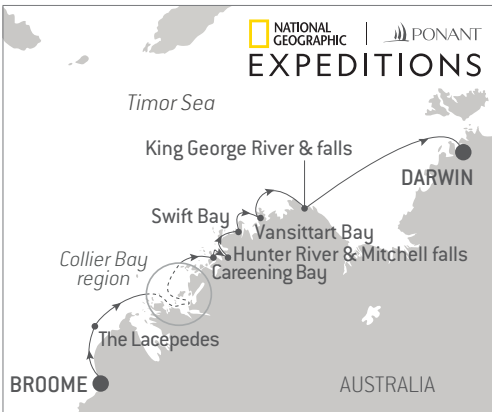 NATIONAL
GEOGRAPHIC
PONANT
EXPEDITIONS
Timor Sea
King George River & falls
DARWIN
Swift Bay
Vansittart Bay
Collier Bay
region
Hunter River & Mitchell falls
Careening Bay
The Lacepedes
BROOME
AUSTRALIA